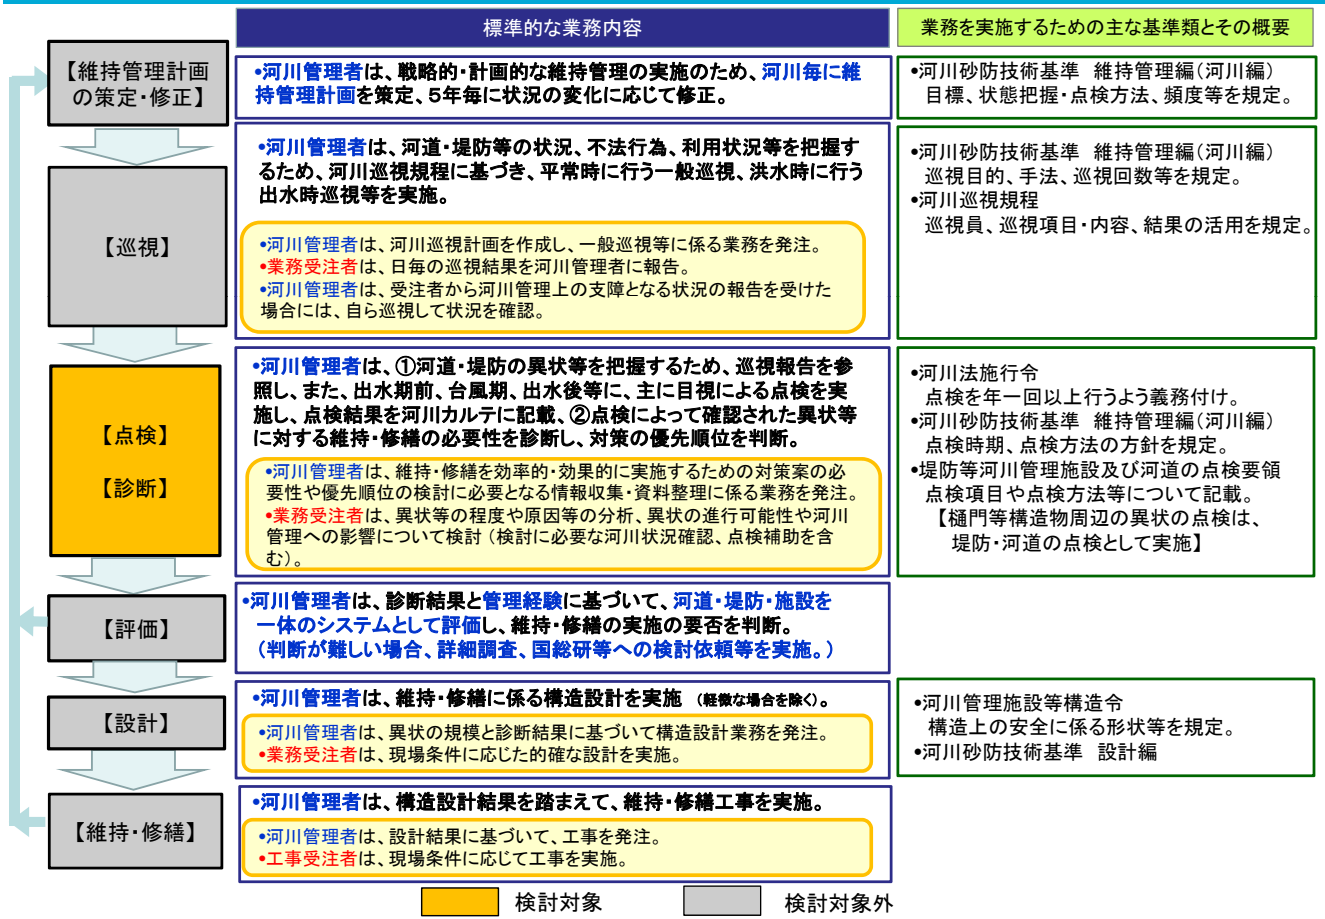 標準的な業務内容
業務を実施するための主な基準類とその概要
【維持管理計画
の策定・修正】
•河川管理者は、戦略的・計画的な維持管理の実施のため、河川毎に維
持管理計画を策定、5年毎に状況の変化に応じて修正。
•河川砂防技術基準 維持管理編(河川編)
目標、状態把握・点検方法、頻度等を規定。
【巡視】
•河川管理者は、河道・堤防等の状況、不法行為、利用状況等を把握す
るため、河川巡視規程に基づき、平常時に行う一般巡視、洪水時に行う
出水時巡視等を実施。
•河川管理者は、河川巡視計画を作成し、一般巡視等に係る業務を発注。
•業務受注者は、日毎の巡視結果を河川管理者に報告。
•河川管理者は、受注者から河川管理上の支障となる状況の報告を受けた
場合には、自ら巡視して状況を確認。
•河川砂防技術基準 維持管理編(河川編)
巡視目的、手法、巡視回数等を規定。
•河川巡視規程
巡視員、巡視項目・内容、結果の活用を規定。
【点検】
【診断】
•河川管理者は、①河道・堤防の異状等を把握するため、巡視報告を参
照し、また、出水期前、台風期、出水後等に、主に目視による点検を実
施し、点検結果を河川カルテに記載、②点検によって確認された異状等
に対する維持・修繕の必要性を診断し、対策の優先順位を判断。
•河川管理者は、維持・修繕を効率的・効果的に実施するための対策案の必
要性や優先順位の検討に必要となる情報収集・資料整理に係る業務を発注。
•業務受注者は、異状等の程度や原因等の分析、異状の進行可能性や河川
管理への影響について検討(検討に必要な河川状況確認、点検補助を含
む)。
•河川法施行令
点検を年一回以上行うよう義務付け。
•河川砂防技術基準 維持管理編(河川編)
点検時期、点検方法の方針を規定。
•堤防等河川管理施設及び河道の点検要領
点検項目や点検方法等について記載。
【樋門等構造物周辺の異状の点検は、
堤防・河道の点検として実施】
【評価】
•河川管理者は、診断結果と管理経験に基づいて、河道・堤防・施設を
一体のシステムとして評価し、維持・修繕の実施の要否を判断。
(判断が難しい場合、詳細調査、国総研等への検討依頼等を実施。)
【設計】
•河川管理者は、維持・修繕に係る構造設計を実施 (軽微な場合を除く)。
•河川管理者は、異状の規模と診断結果に基づいて構造設計業務を発注。
•業務受注者は、現場条件に応じた的確な設計を実施。
•河川管理施設等構造令
構造上の安全に係る形状等を規定。
•河川砂防技術基準 設計編
【維持・修繕】
•河川管理者は、構造設計結果を踏まえて、維持・修繕工事を実施。
•河川管理者は、設計結果に基づいて、工事を発注。
•工事受注者は、現場条件に応じて工事を実施。
検討対象
検討対象外